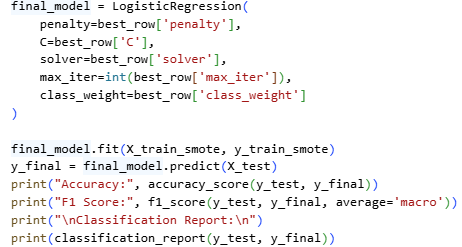 final_model = LogisticRegression(
    penalty=best_row['penalty'],
    C=best_row['C'],
    solver=best_row['solver'],
    max_iter=int(best_row['max_iter']),
    class_weight=best_row['class_weight']
)

final_model.fit(X_train_smote, y_train_smote)
y_final = final_model.predict(X_test)
print("Accuracy:", accuracy_score(y_test, y_final))
print("F1 Score:", f1_score(y_test, y_final, average='macro'))
print("\nClassification Report:\n")
print(classification_report(y_test, y_final))